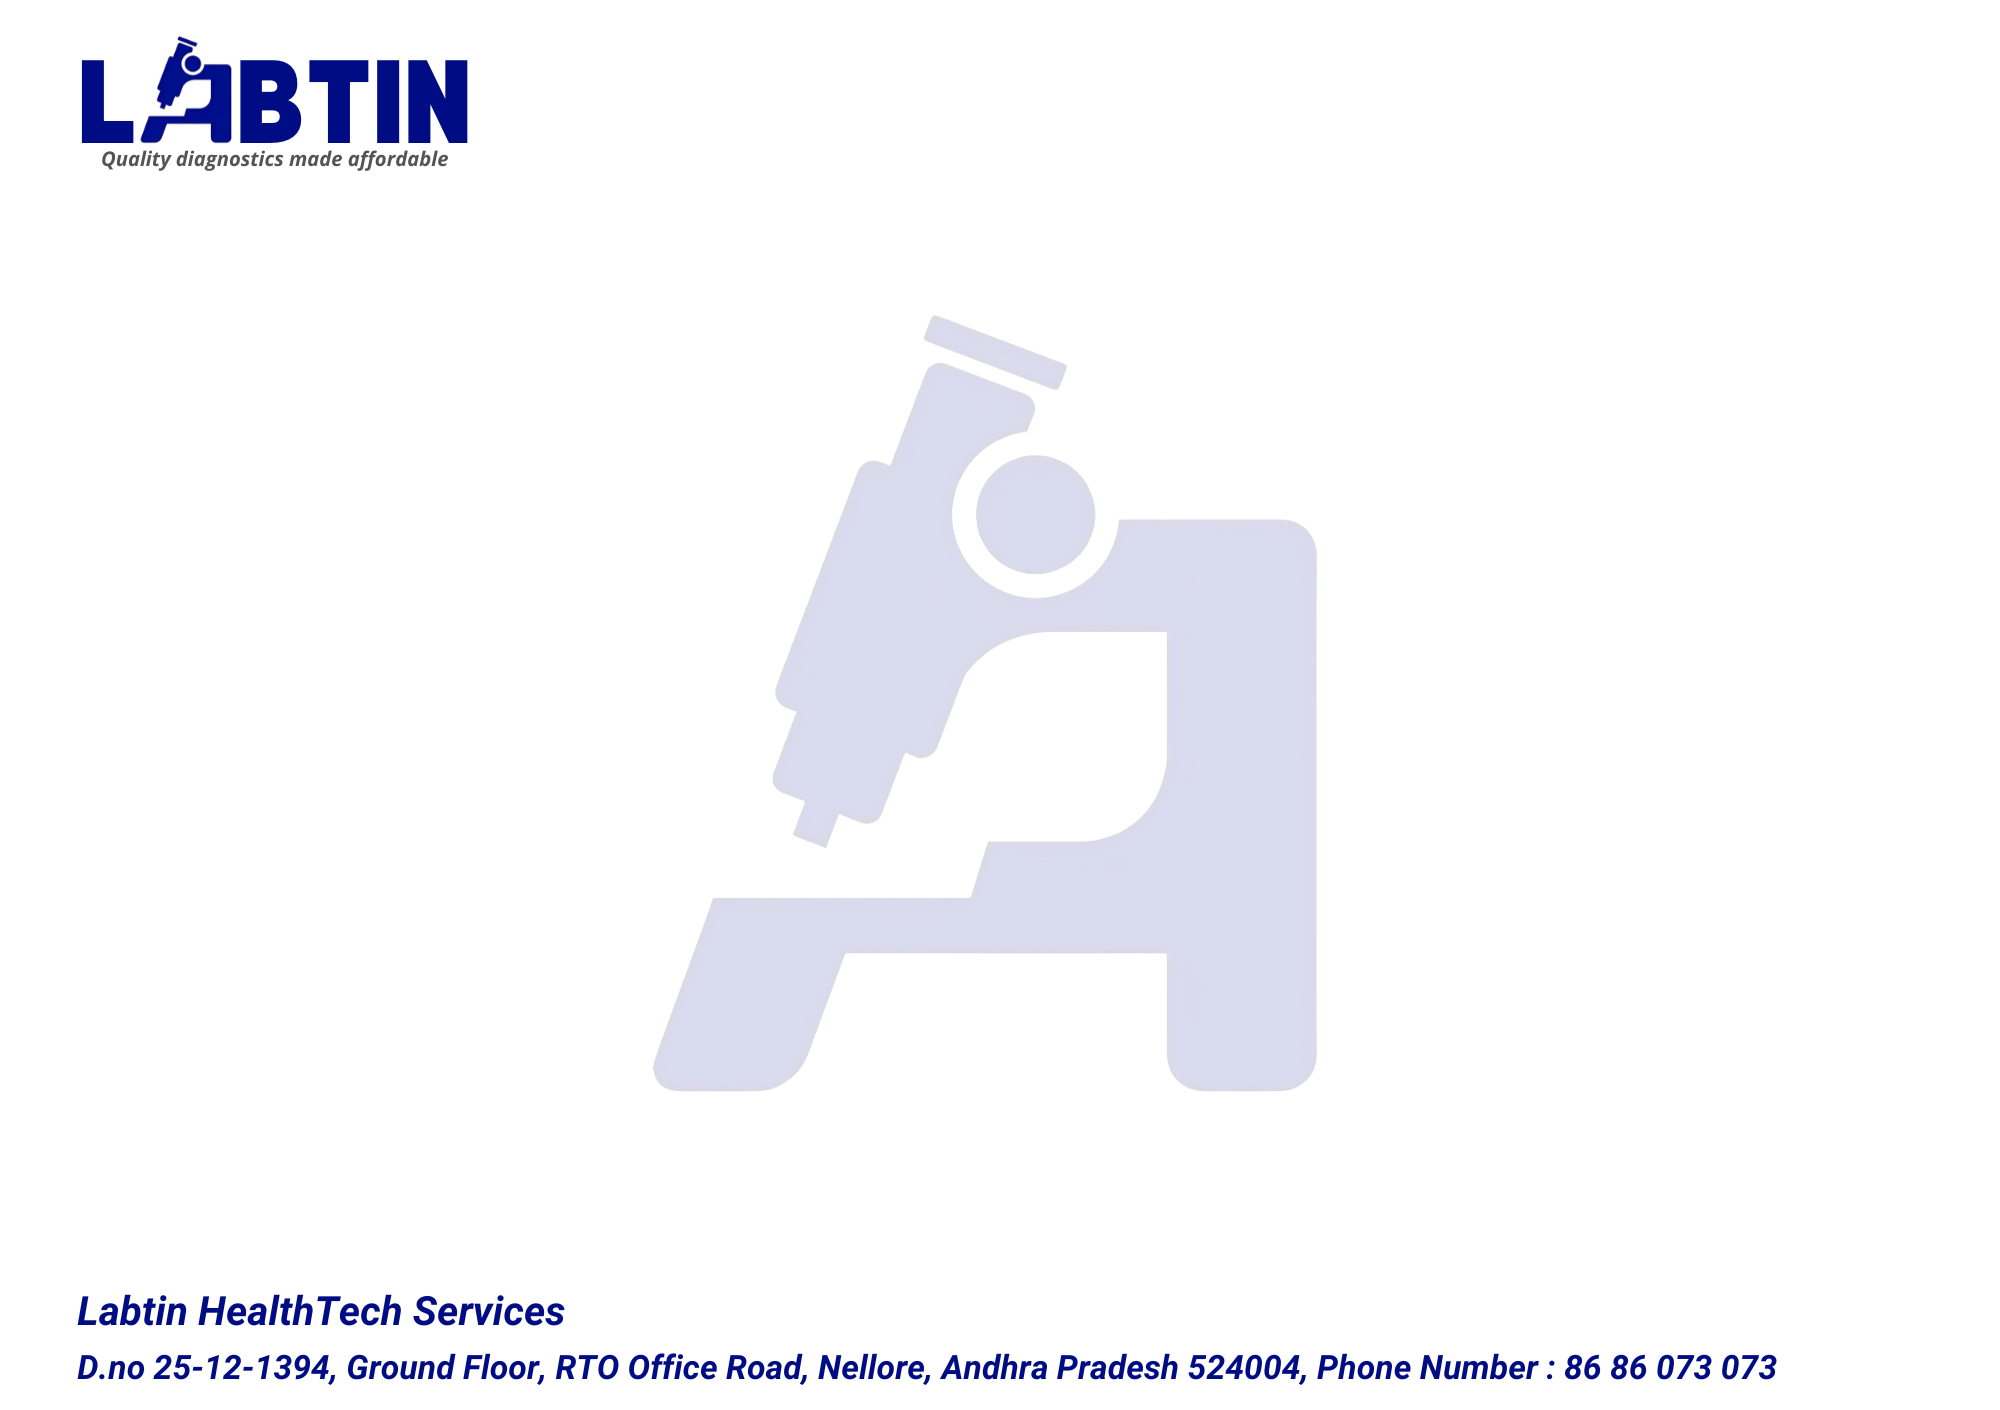 LABTIN
Quality diagnostics made affordable
Labtin HealthTech Services
D.no 25-12-1394, Ground Floor, RTO Office Road, Nellore, Andhra Pradesh 524004, Phone Number : 86 86 073 073